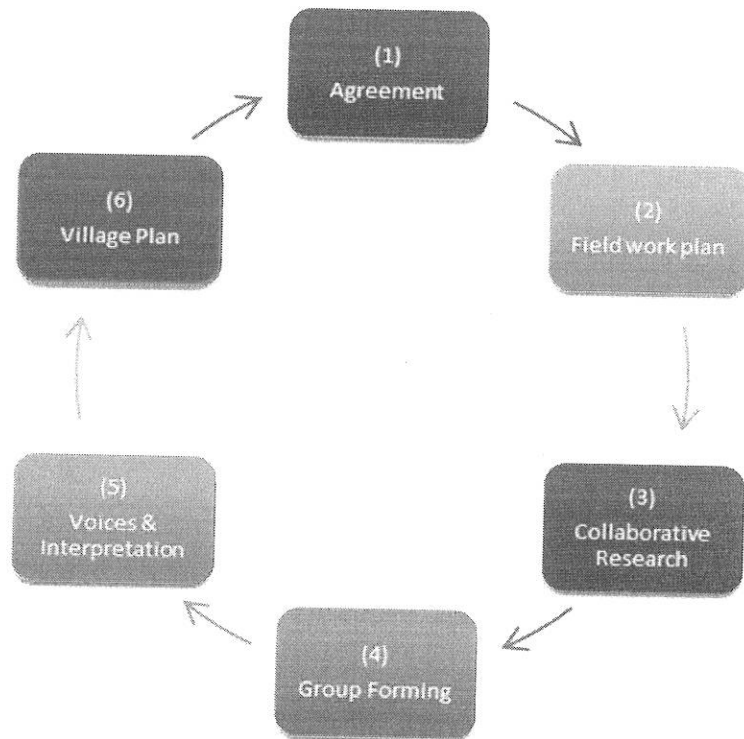 (1)
Agreement
(2)
Field work plan
(3)
Collaborative
Research
(4)
Group Forming
(5)
Voices &
Interpretation
(6)
Village Plan